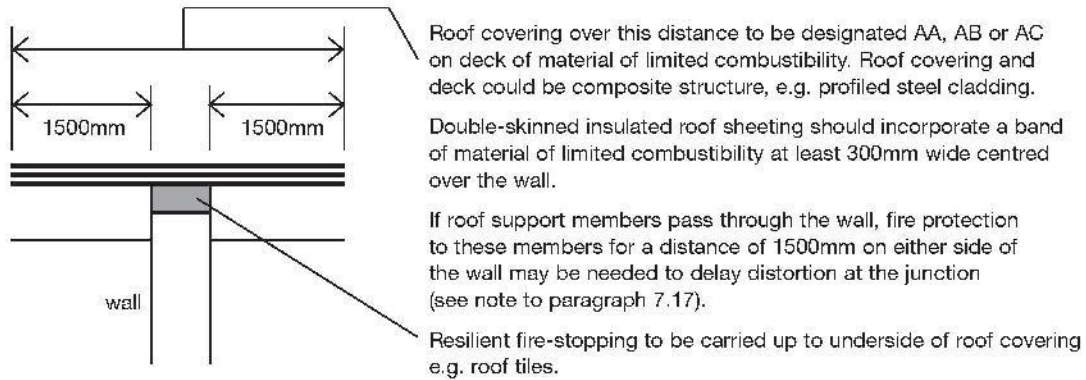 Roof covering over this distance to be designated AA, AB or AC
on deck of material of limited combustibility. Roof covering and
deck could be composite structure, e.g. profiled steel cladding.
1500mm
1500mm
Double-skinned insulated roof sheeting should incorporate a band
of material of limited combustibility at least 300mm wide centred
over the wall.
If roof support members pass through the wall, fire protection
to these members for a distance of 1500mm on either side of
the wall may be needed to delay distortion at the junction
(see note to paragraph 7.17).
wall
Resilient fire-stopping to be carried up to underside of roof covering
e.g. roof tiles.